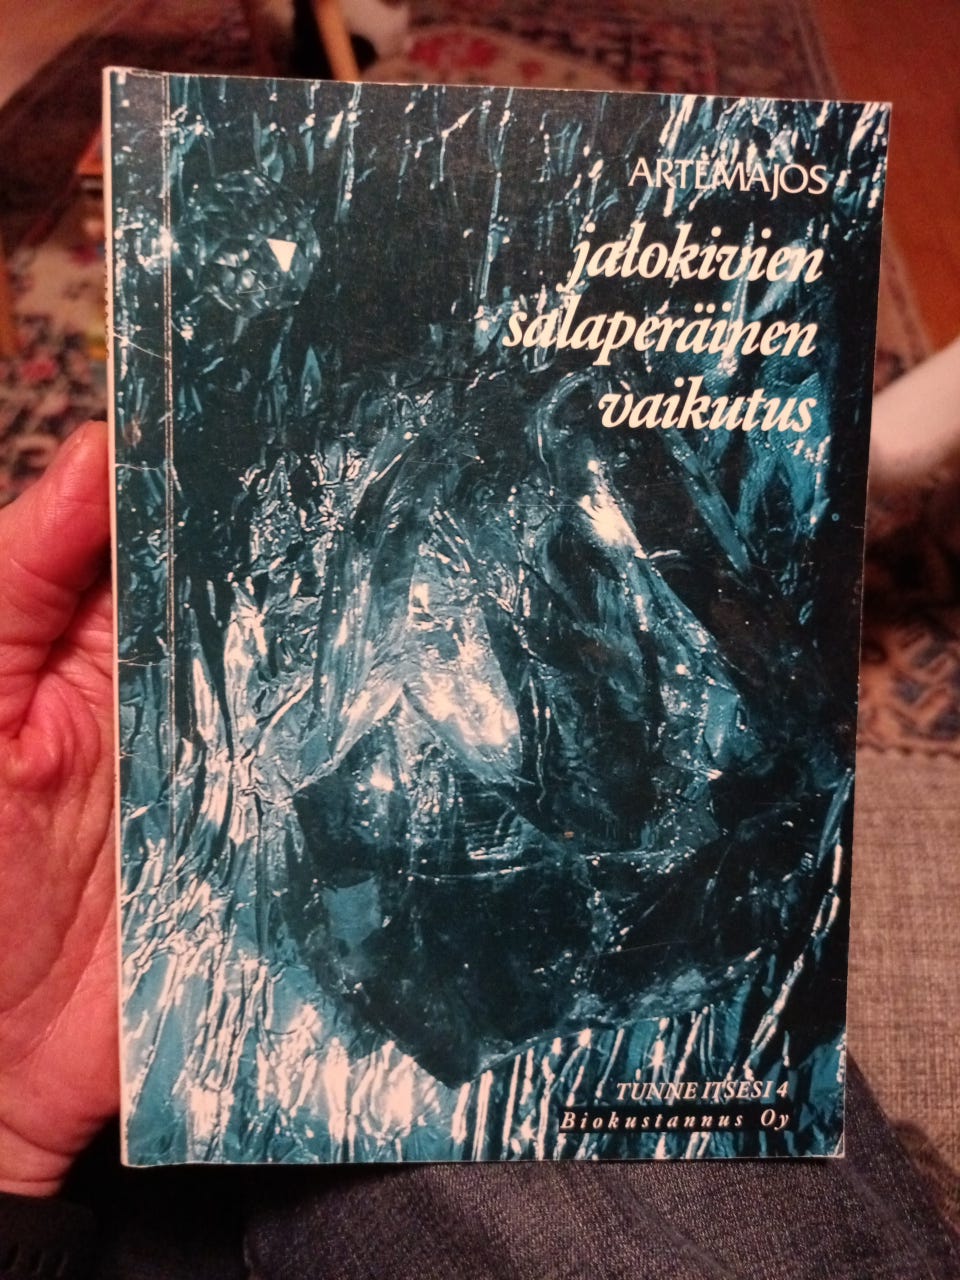 ARTEMAJOS
jalokivien
salaperäinen
vaikutus
TUNNE ITSESI 4
Biokustannus Oy